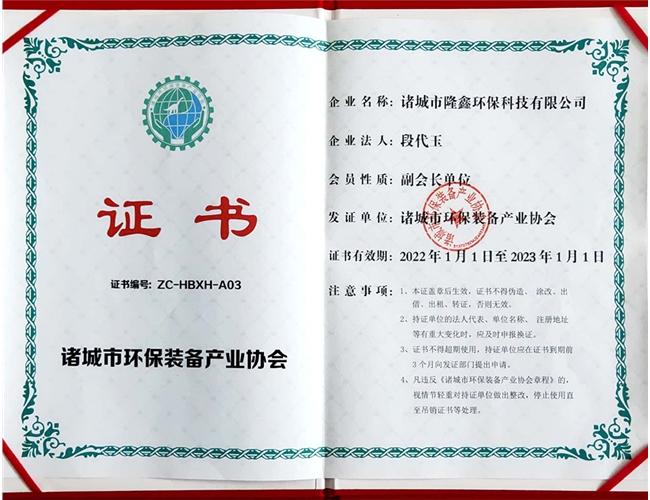 证书
证书编号: ZC-HBXH-A03
诸城市环保装备产业协会
企业名称: 诸城市隆鑫环保科技有限公司
企业法人: 段代玉
会员性质: 副会长单位
发证单位: 诸城市环保装备产业协会
证书有效期: 2022年1月1日至2023年1月1日
注意事项: 1、本证盖章后生效，证书不得伪造、涂改、出
借、出租、转证，否则无效。
2、持证单位的法人代表、单位名称、注册地址
等有重大变化时，应及时申报换证。
3、证书不得超期使用，持证单位应在证书到期前
3个月向发证部门提出申请。
4、凡违反《诸城市环保装备产业协会章程》的，
视情节轻重对持证单位做出整改，停止使用直
至吊销证书等处理。
诸城市环保装备产业协会